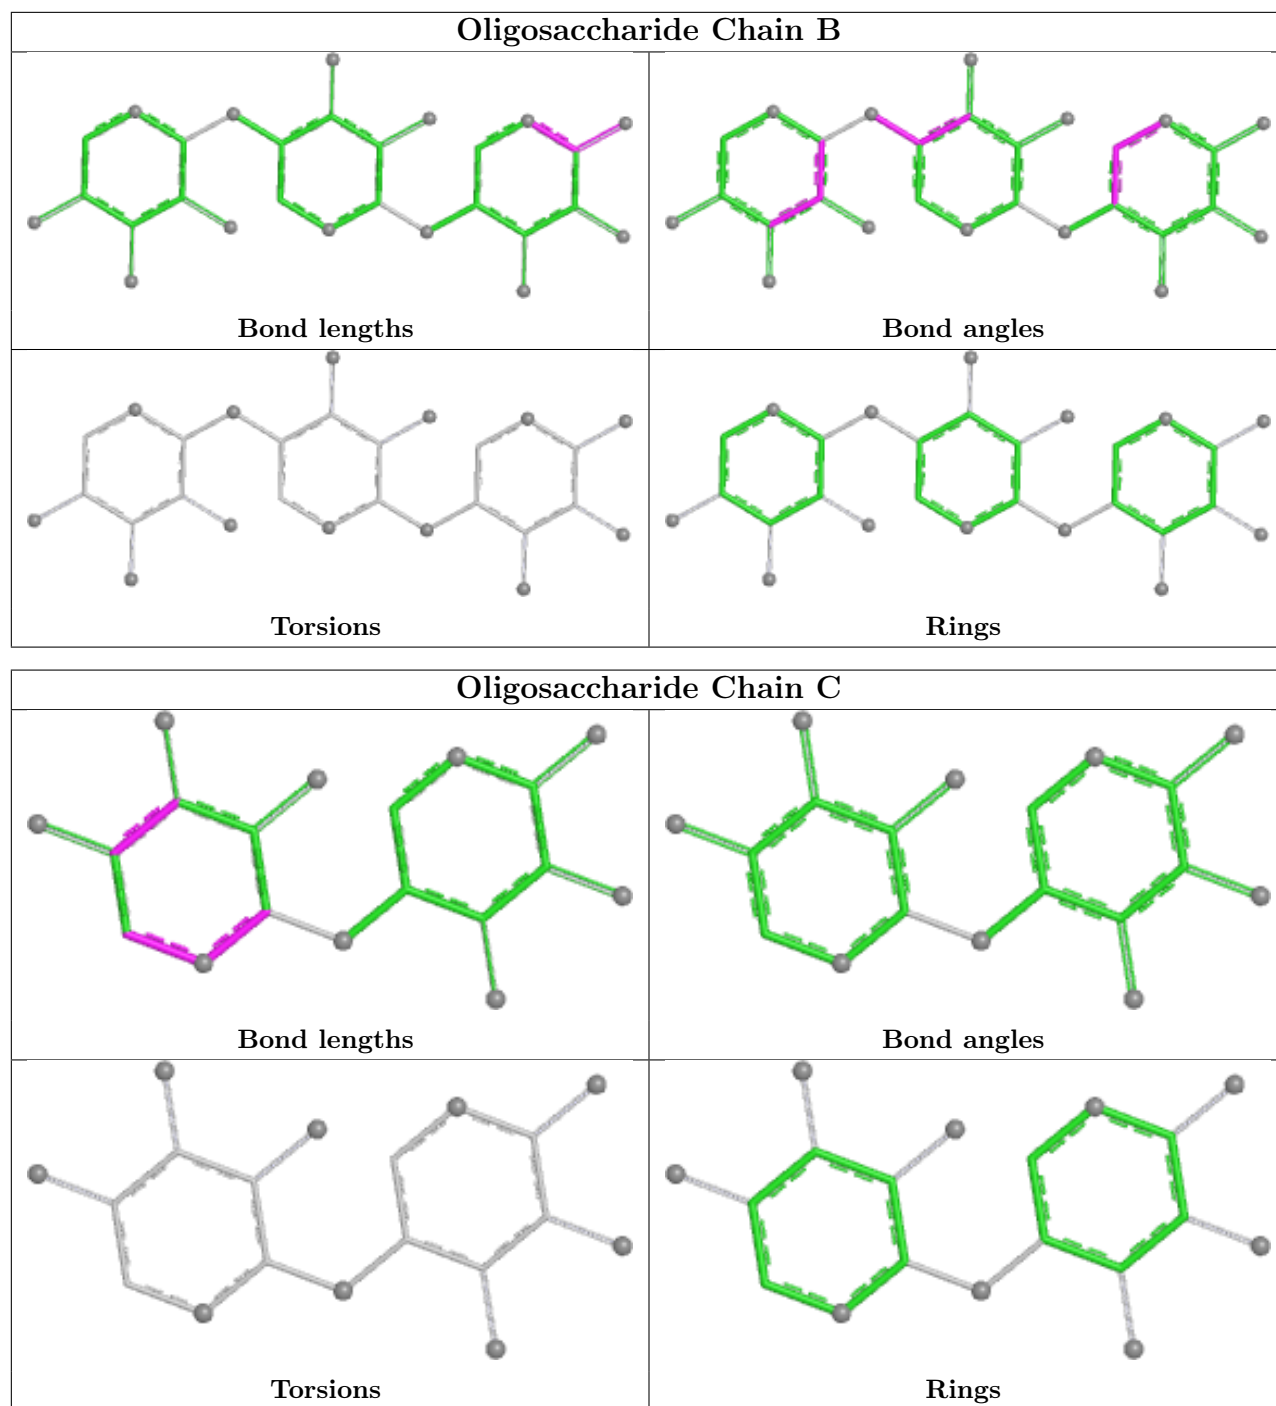 Oligosaccharide Chain B
Bond lengths
Bond angles
Torsions
Rings
Oligosaccharide Chain C
Bond lengths
Bond angles
Torsions
Rings